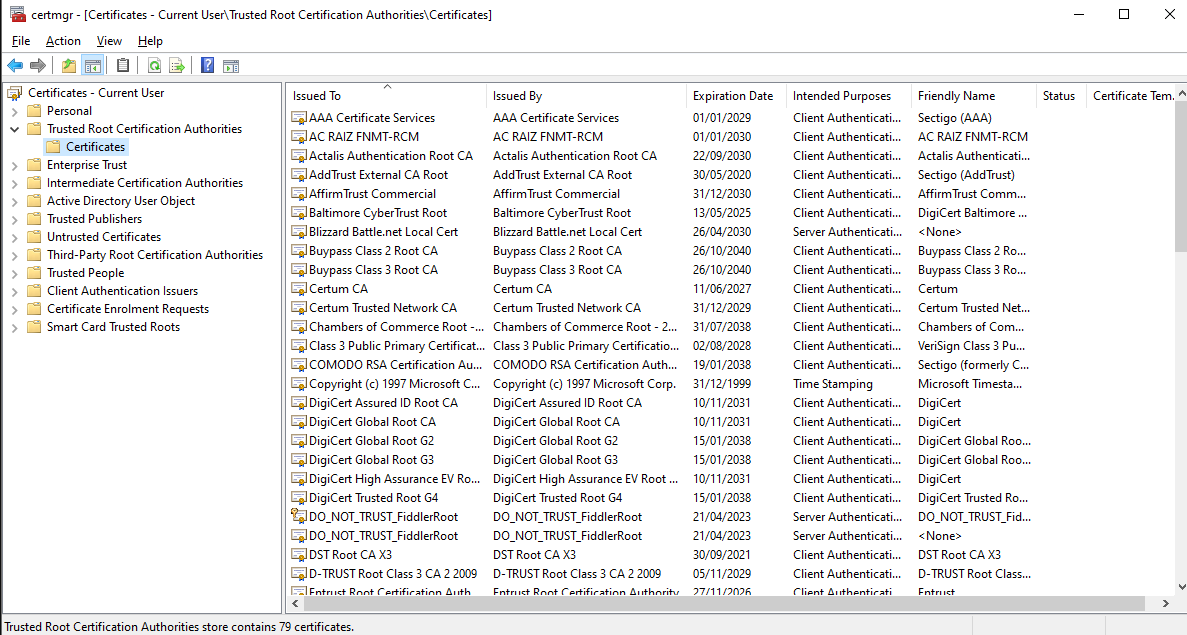 certmgr - [Certificates - Current User\Trusted Root Certification Authorities\Certificates]
File Action View Help
Certificates - Current User
Personal
Trusted Root Certification Authorities
Certificates
Enterprise Trust
Intermediate Certification Authorities
Active Directory User Object
Trusted Publishers
Untrusted Certificates
Third-Party Root Certification Authorities
Trusted People
Client Authentication Issuers
Certificate Enrolment Requests
Smart Card Trusted Roots
Issued To Issued By Expiration Date Intended Purposes Friendly Name Status Certificate Tem.
AAA Certificate Services AAA Certificate Services 01/01/2029 Client Authenticati... Sectigo (AAA)
AC RAIZ FNMT-RCM AC RAIZ FNMT-RCM 01/01/2030 Client Authenticati... AC RAIZ FNMT-RCM
Actalis Authentication Root CA Actalis Authentication Root CA 22/09/2030 Client Authenticati... Actalis Authenticati...
AddTrust External CA Root AddTrust External CA Root 30/05/2020 Client Authenticati... Sectigo (AddTrust)
AffirmTrust Commercial AffirmTrust Commercial 31/12/2030 Client Authenticati... AffirmTrust Comm...
Baltimore CyberTrust Root Baltimore CyberTrust Root 13/05/2025 Client Authenticati... DigiCert Baltimore ...
Blizzard Battle.net Local Cert Blizzard Battle.net Local Cert 26/04/2030 Server Authenticati... <None>
Buypass Class 2 Root CA Buypass Class 2 Root CA 26/10/2040 Client Authenticati... Buypass Class 2 Ro...
Buypass Class 3 Root CA Buypass Class 3 Root CA 26/10/2040 Client Authenticati... Buypass Class 3 Ro...
Certum CA Certum CA 11/06/2027 Client Authenticati... Certum
Certum Trusted Network CA Certum Trusted Network CA 31/12/2029 Client Authenticati... Certum Trusted Net...
Chambers of Commerce Root -... Chambers of Commerce Root - 2... 31/07/2038 Client Authenticati... Chambers of Com...
Class 3 Public Primary Certificat... Class 3 Public Primary Certificatio... 02/08/2028 Client Authenticati... VeriSign Class 3 Pu...
COMODO RSA Certification Au... COMODO RSA Certification Auth... 19/01/2038 Client Authenticati... Sectigo (formerly C...
Copyright (c) 1997 Microsoft C... Copyright (c) 1997 Microsoft Corp. 31/12/1999 Time Stamping Microsoft Timesta...
DigiCert Assured ID Root CA DigiCert Assured ID Root CA 10/11/2031 Client Authenticati... DigiCert
DigiCert Global Root CA DigiCert Global Root CA 10/11/2031 Client Authenticati... DigiCert
DigiCert Global Root G2 DigiCert Global Root G2 15/01/2038 Client Authenticati... DigiCert Global Roo...
DigiCert Global Root G3 DigiCert Global Root G3 15/01/2038 Client Authenticati... DigiCert Global Roo...
DigiCert High Assurance EV Ro... DigiCert High Assurance EV Root ... 10/11/2031 Client Authenticati... DigiCert
DigiCert Trusted Root G4 DigiCert Trusted Root G4 15/01/2038 Client Authenticati... DigiCert Trusted Ro...
DO_NOT_TRUST_FiddlerRoot DO_NOT_TRUST_FiddlerRoot 21/04/2023 Server Authenticati... DO_NOT_TRUST_Fid...
DO_NOT_TRUST_FiddlerRoot DO_NOT_TRUST_FiddlerRoot 21/04/2023 Server Authenticati... <None>
DST Root CA X3 DST Root CA X3 30/09/2021 Client Authenticati... DST Root CA X3
D-TRUST Root Class 3 CA 2 2009 D-TRUST Root Class 3 CA 2 2009 05/11/2029 Client Authenticati... D-TRUST Root Class...
Entrust Root Certification Auth... Entrust Root Certification Authority 27/11/2026 Client Authenticati... Entrust
Trusted Root Certification Authorities store contains 79 certificates.